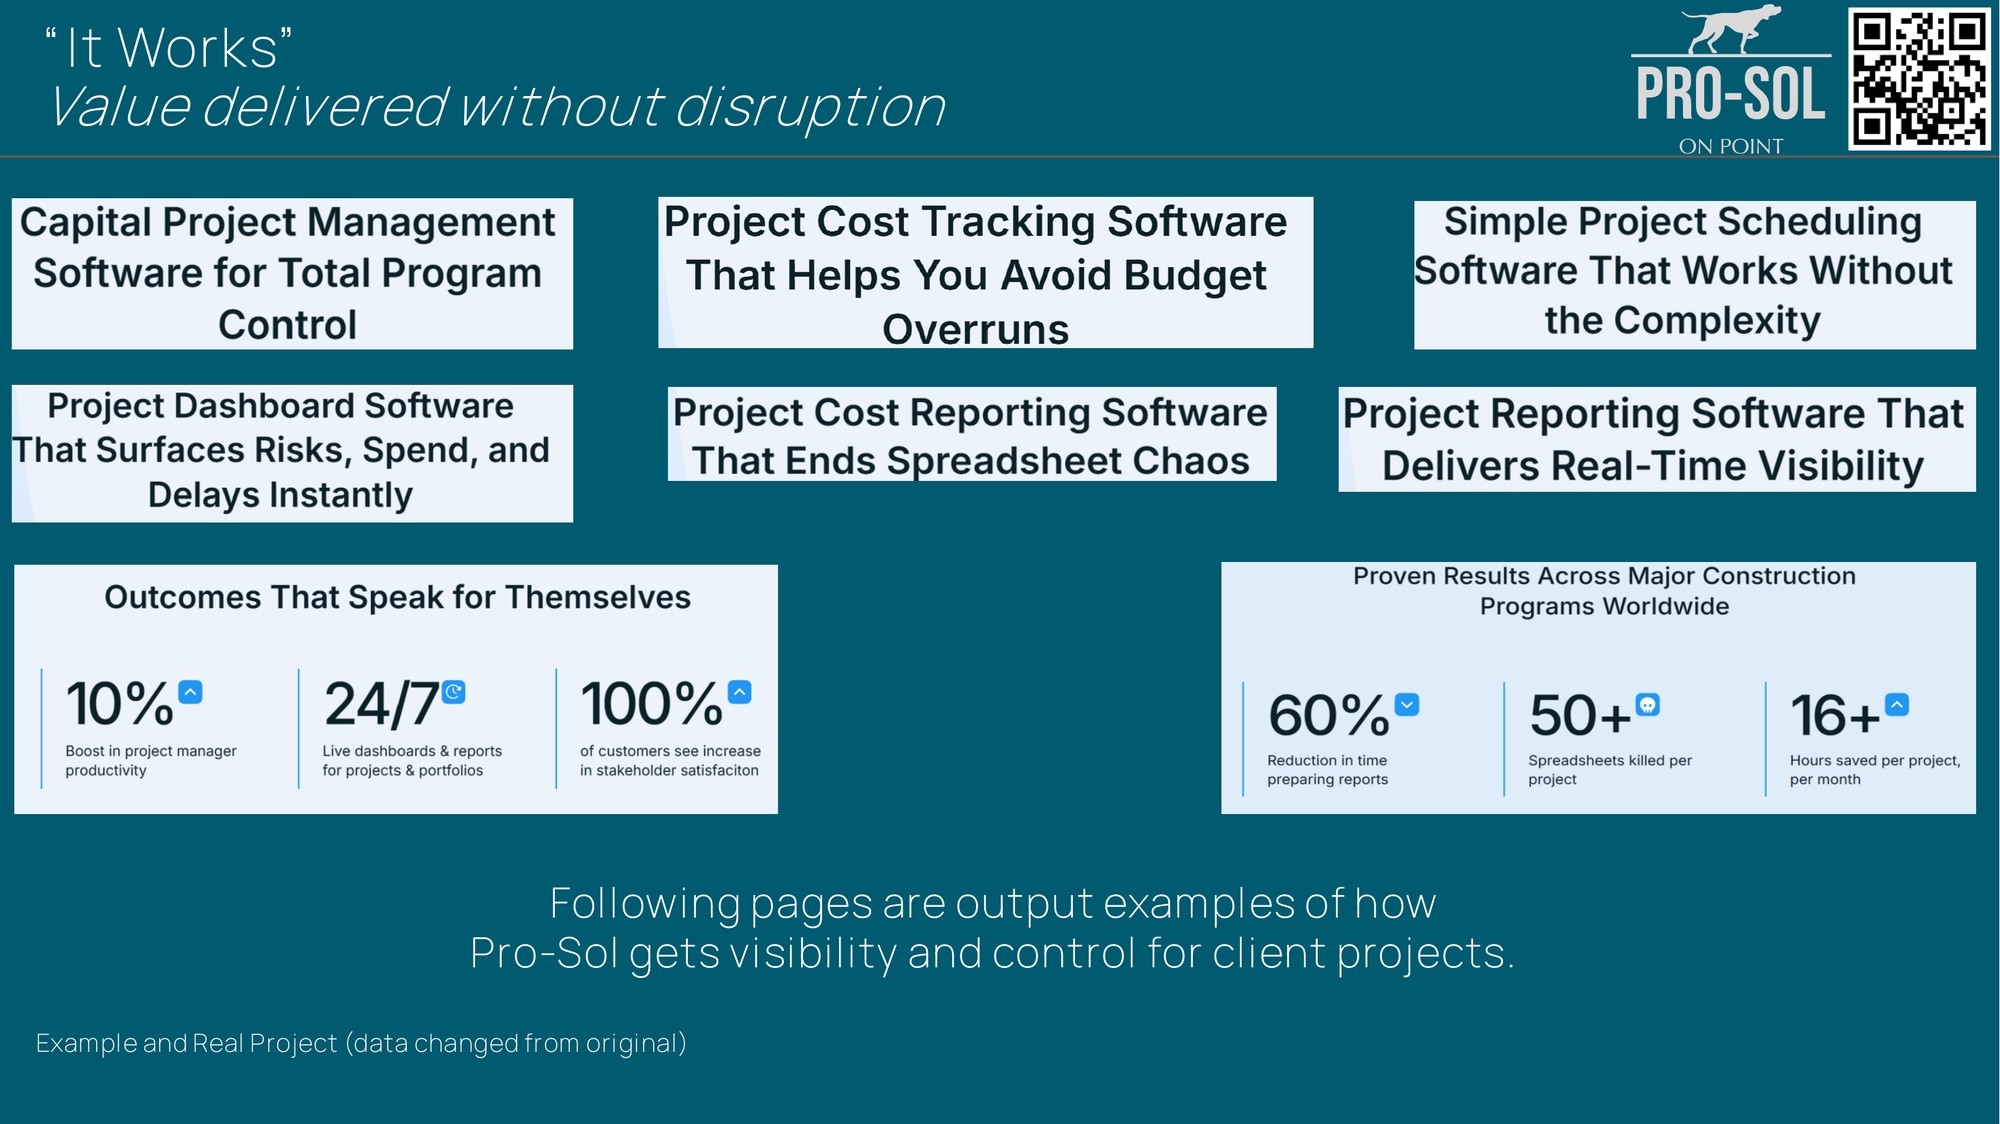 “It Works”
Value delivered without disruption
PRO-SOL
ON POINT
Capital Project Management
Software for Total Program
Control
Project Cost Tracking Software
That Helps You Avoid Budget
Overruns
Simple Project Scheduling
Software That Works Without
the Complexity
Project Dashboard Software
That Surfaces Risks, Spend, and
Delays Instantly
Project Cost Reporting Software
That Ends Spreadsheet Chaos
Project Reporting Software That
Delivers Real-Time Visibility
Outcomes That Speak for Themselves
10%
Boost in project manager
productivity
24/7
Live dashboards & reports
for projects & portfolios
100%
of customers see increase
in stakeholder satisfaciton
Proven Results Across Major Construction
Programs Worldwide
60%
Reduction in time
preparing reports
50+
Spreadsheets killed per
project
16+
Hours saved per project,
per month
Following pages are output examples of how
Pro-Sol gets visibility and control for client projects.
Example and Real Project (data changed from original)